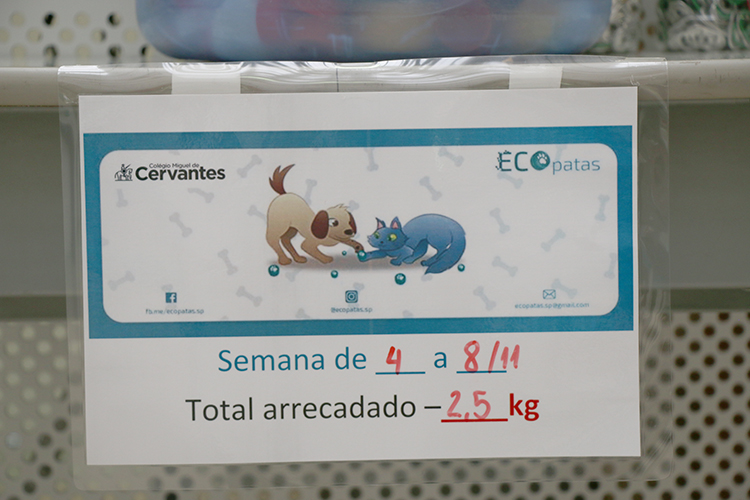 Colégio Miguel de
Cervantes
ECOpatas
fb.me/ecopatas.sp
@ecopatas.sp
ecopatas.sp@gmail.com
Semana de 4 a 8/11
Total arrecadado – 2,5 kg